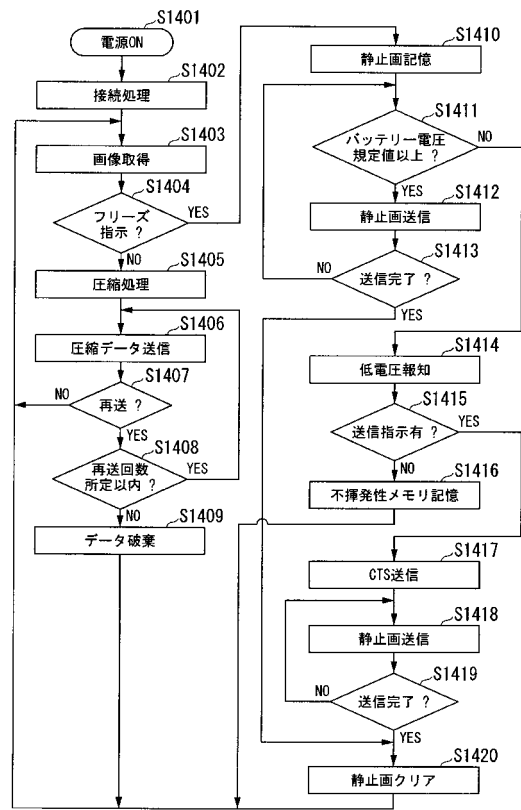 S1401
電源ON
S1402
接続処理
S1403
画像取得
S1404
フリーズ
指示 ?
YES
NO
S1405
圧縮処理
S1406
圧縮データ送信
S1407
NO
再送 ?
YES
S1408
再送回数
所定以内 ?
YES
NO
S1409
データ破棄
S1410
静止画記憶
S1411
バッテリー電圧
規定値以上 ?
NO
YES
S1412
静止画送信
S1413
NO
送信完了 ?
YES
S1414
低電圧報知
S1415
送信指示有 ?
YES
NO
S1416
不揮発性メモリ記憶
S1417
CTS送信
S1418
静止画送信
S1419
NO
送信完了 ?
YES
S1420
静止画クリア